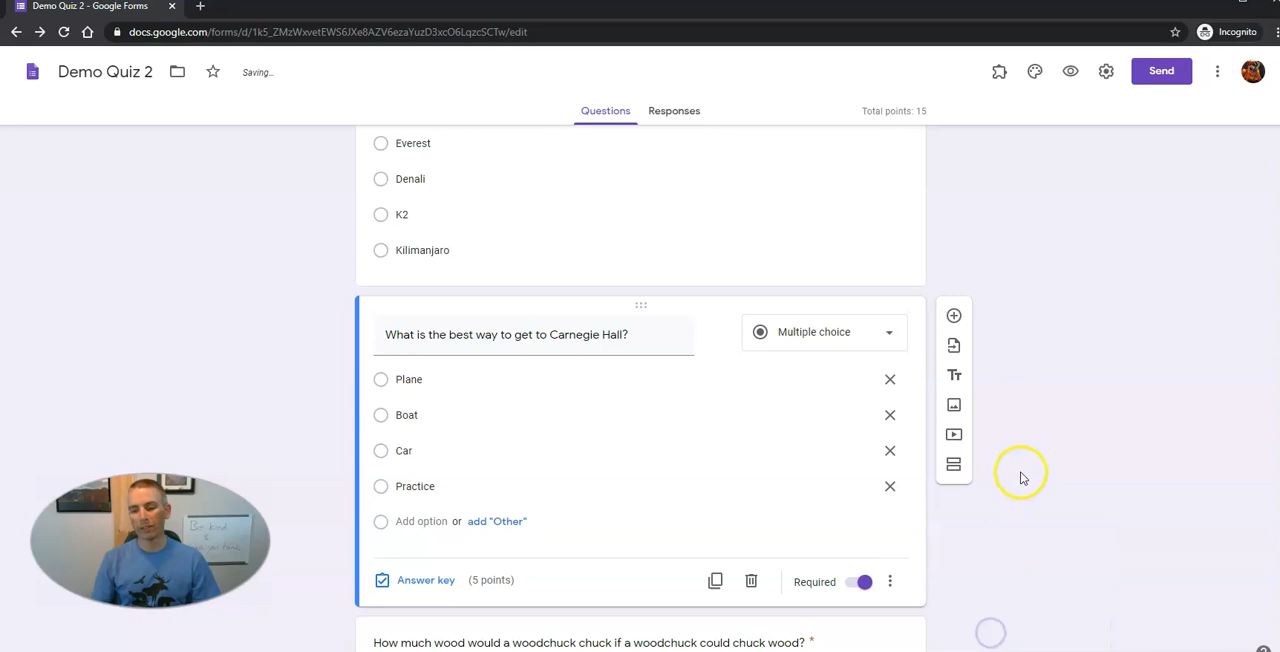 Demo Quiz 2 - Google Forms
docs.google.com/forms/d/1k5_ZMzWxvetEWS6JXe8AZV6ezaYuzD3xcO6LqzcSCTw/edit
Incognito
Demo Quiz 2
Saving...
Send
Questions
Responses
Total points: 15
Everest
Denali
K2
Kilimanjaro
What is the best way to get to Carnegie Hall?
Multiple choice
Plane
Boat
Car
Practice
Add option or add "Other"
Answer key (5 points)
Required
How much wood would a woodchuck chuck if a woodchuck could chuck wood? *
Be kind